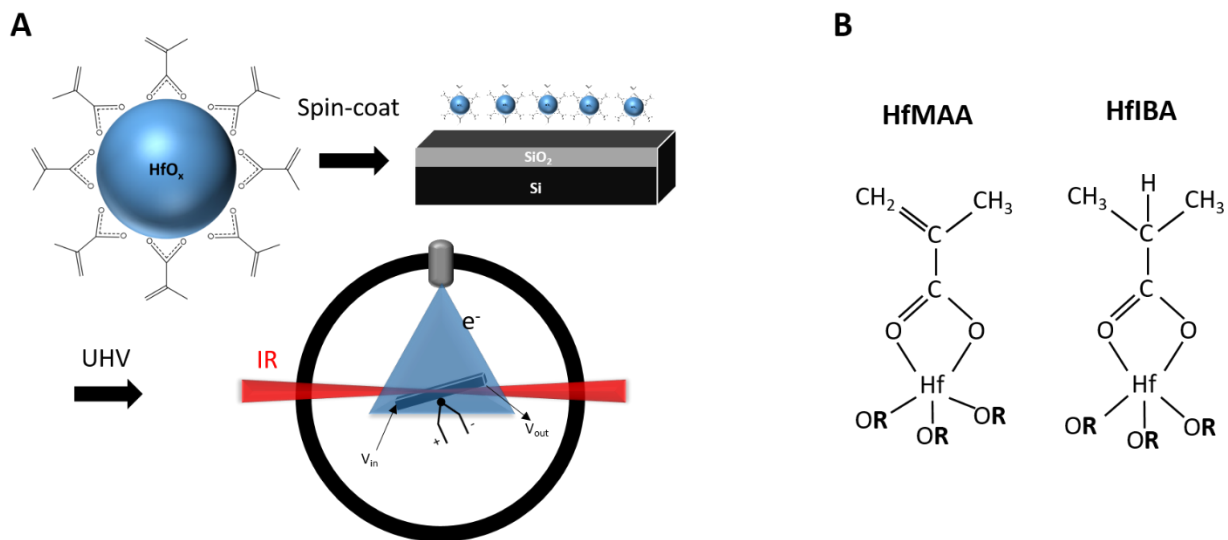 A
HfOₓ
Spin-coat
SiO₂
Si
UHV
IR
e⁻
Vᵢₙ
+
-
Vₒᵤₜ
B
HfMAA
HfIBA
CH₂
CH₃
C
C
O
O
Hf
OR
OR
OR
H
CH₃
CH₃
C
C
O
O
Hf
OR
OR
OR